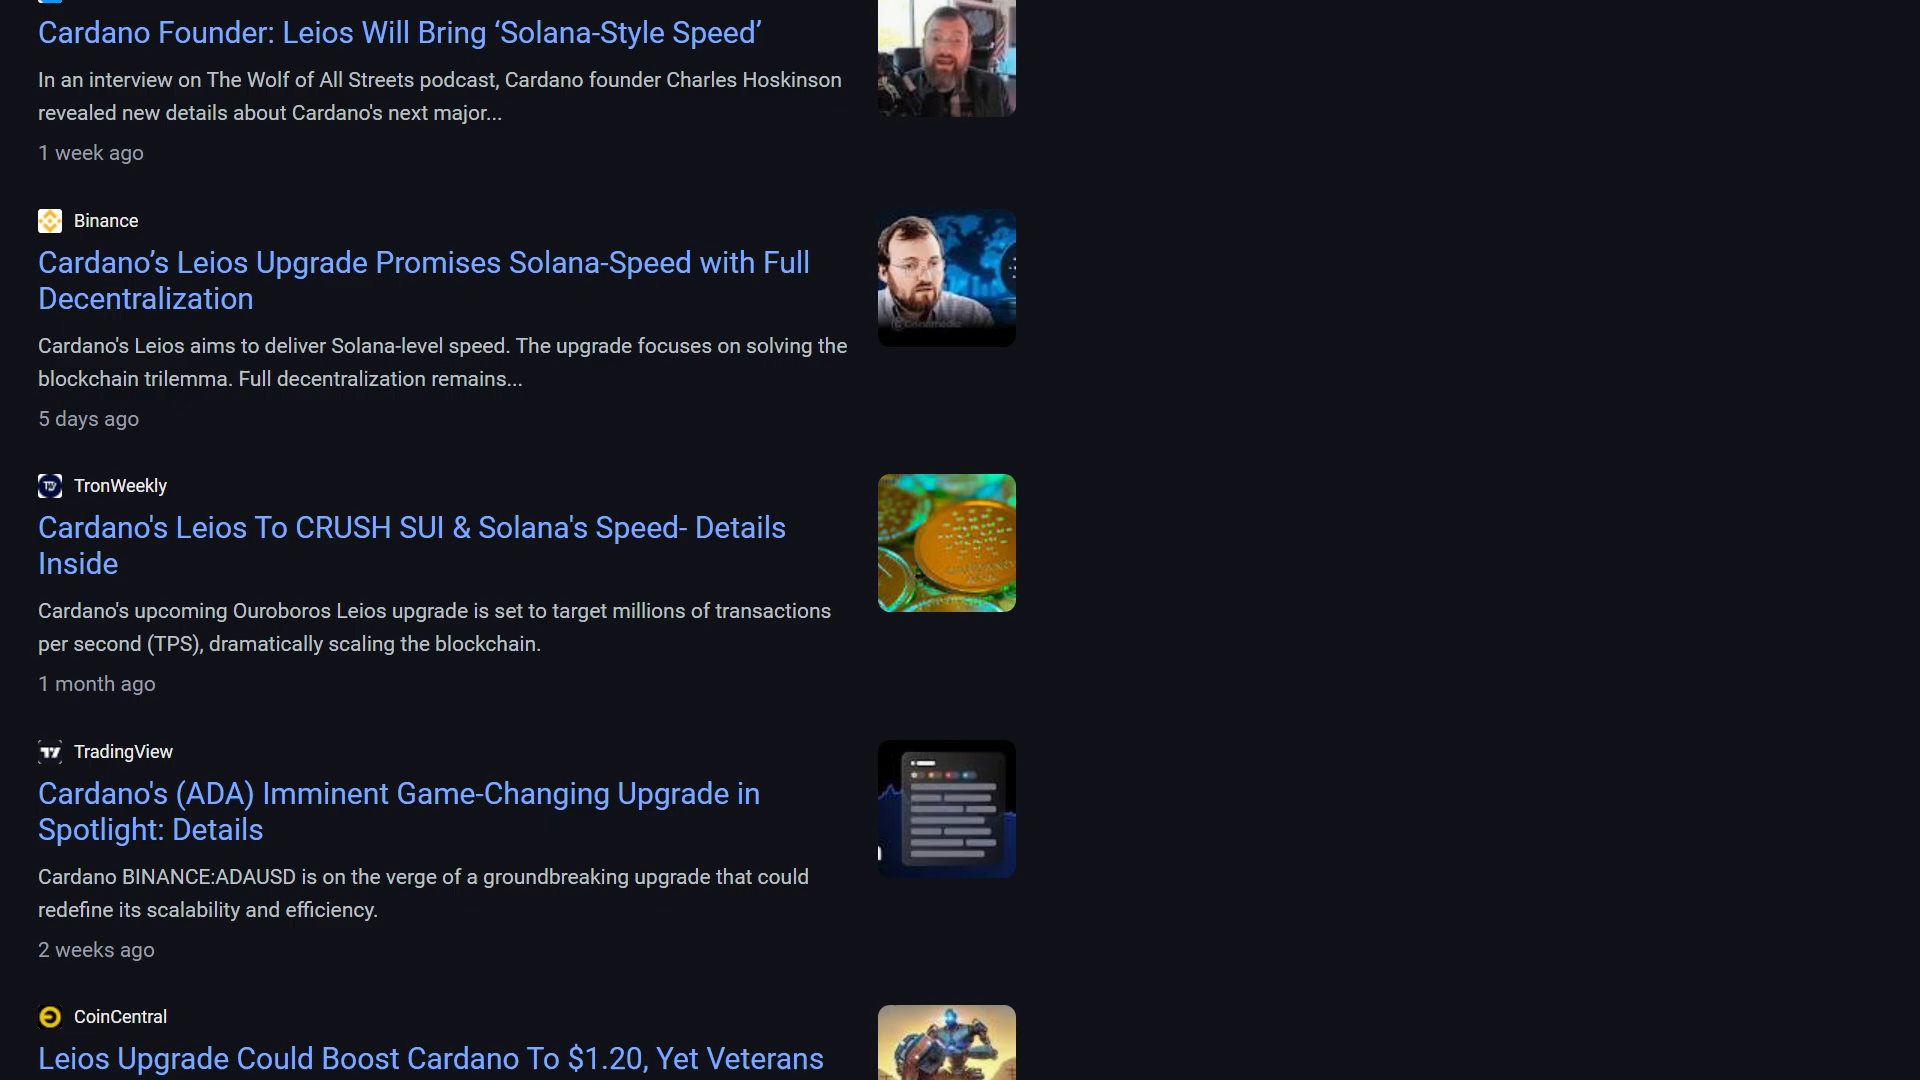 Cardano Founder: Leios Will Bring ‘Solana-Style Speed’
In an interview on The Wolf of All Streets podcast, Cardano founder Charles Hoskinson
revealed new details about Cardano's next major...
1 week ago
Binance
Cardano’s Leios Upgrade Promises Solana-Speed with Full
Decentralization
Cardano's Leios aims to deliver Solana-level speed. The upgrade focuses on solving the
blockchain trilemma. Full decentralization remains...
5 days ago
TronWeekly
Cardano's Leios To CRUSH SUI & Solana's Speed- Details
Inside
Cardano's upcoming Ouroboros Leios upgrade is set to target millions of transactions
per second (TPS), dramatically scaling the blockchain.
1 month ago
TradingView
Cardano's (ADA) Imminent Game-Changing Upgrade in
Spotlight: Details
Cardano BINANCE:ADAUSD is on the verge of a groundbreaking upgrade that could
redefine its scalability and efficiency.
2 weeks ago
CoinCentral
Leios Upgrade Could Boost Cardano To $1.20, Yet Veterans